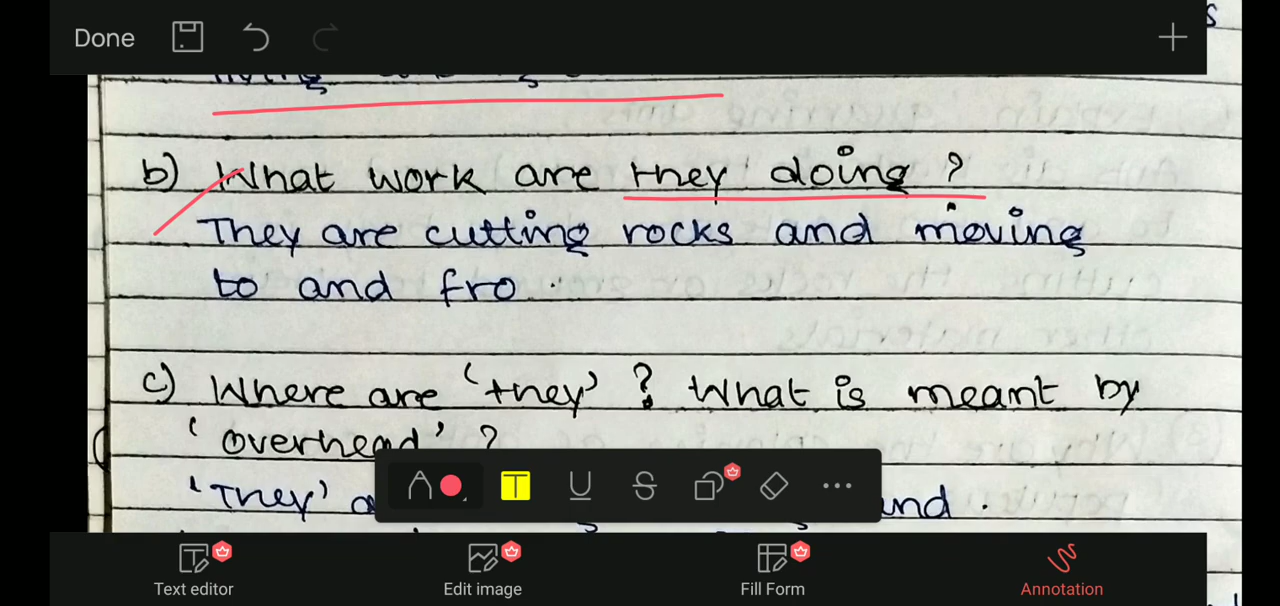 Done
b) What work are they doing ?
They are cutting rocks and moving
to and fro .
c) Where are 'they' ? What is meant by
'overhead' ?
'They'
Text editor
Edit image
Fill Form
Annotation